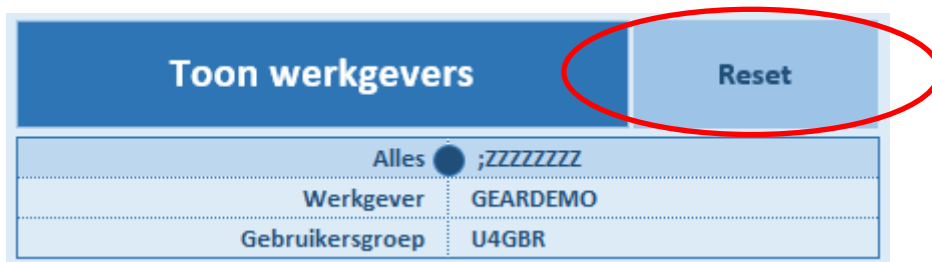 Toon werkgevers Reset
Alles ;ZZZZZZZZ
Werkgever GEARDEMO
Gebruikersgroep U4GBR